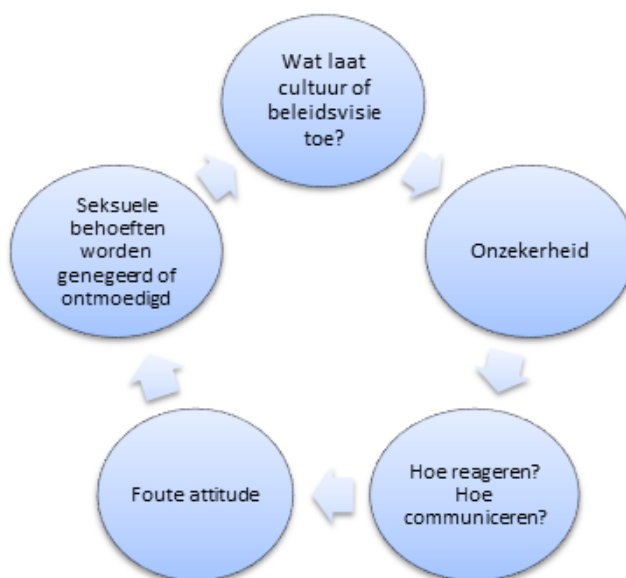 Wat laat
cultuur of
beleidsvisie
toe?
Onzekerheid
Hoe reageren?
Hoe
communiceren?
Foute attitude
Seksuele
behoeften
worden
genegeerd of
ontmoedigd